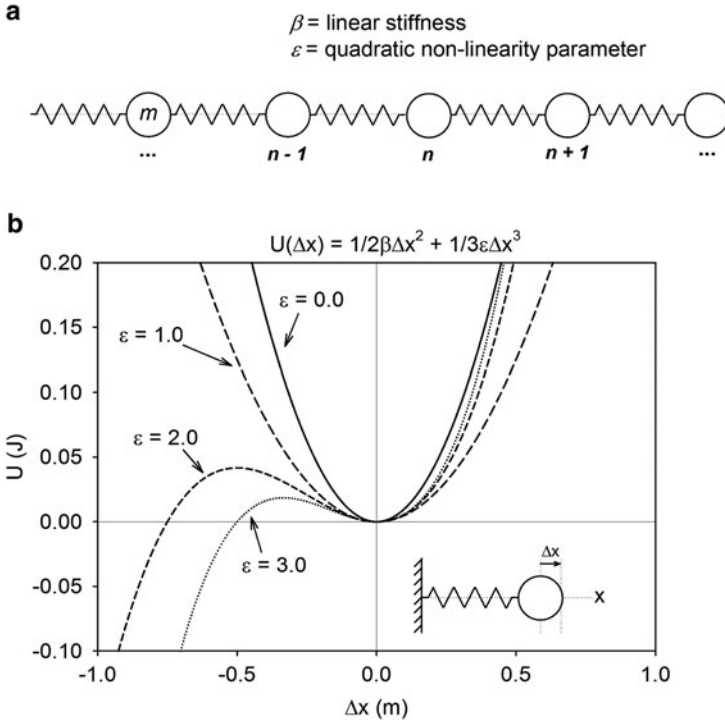 a
β = linear stiffness
ε = quadratic non-linearity parameter
m
... n - 1 n n + 1 ...
b
U(Δx) = 1/2βΔx² + 1/3εΔx³
0.20
0.15
0.10
0.05
0.00
-0.05
-0.10
U (J)
ε = 0.0
ε = 1.0
ε = 2.0
ε = 3.0
Δx
x
-1.0 -0.5 0.0 0.5 1.0
Δx (m)